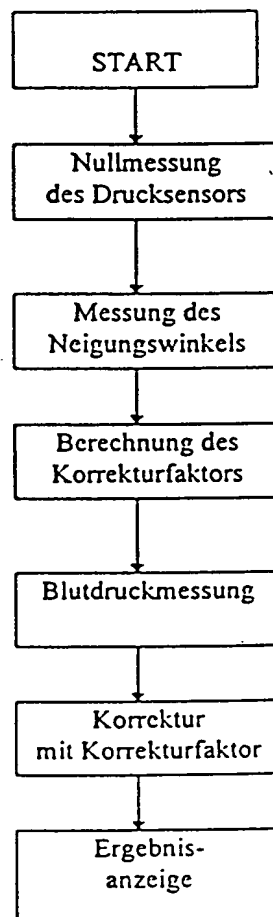 START
Nullmessung
des Drucksensors
Messung des
Neigungswinkels
Berechnung des
Korrekturfaktors
Blutdruckmessung
Korrektur
mit Korrekturfaktor
Ergebnis-
anzeige